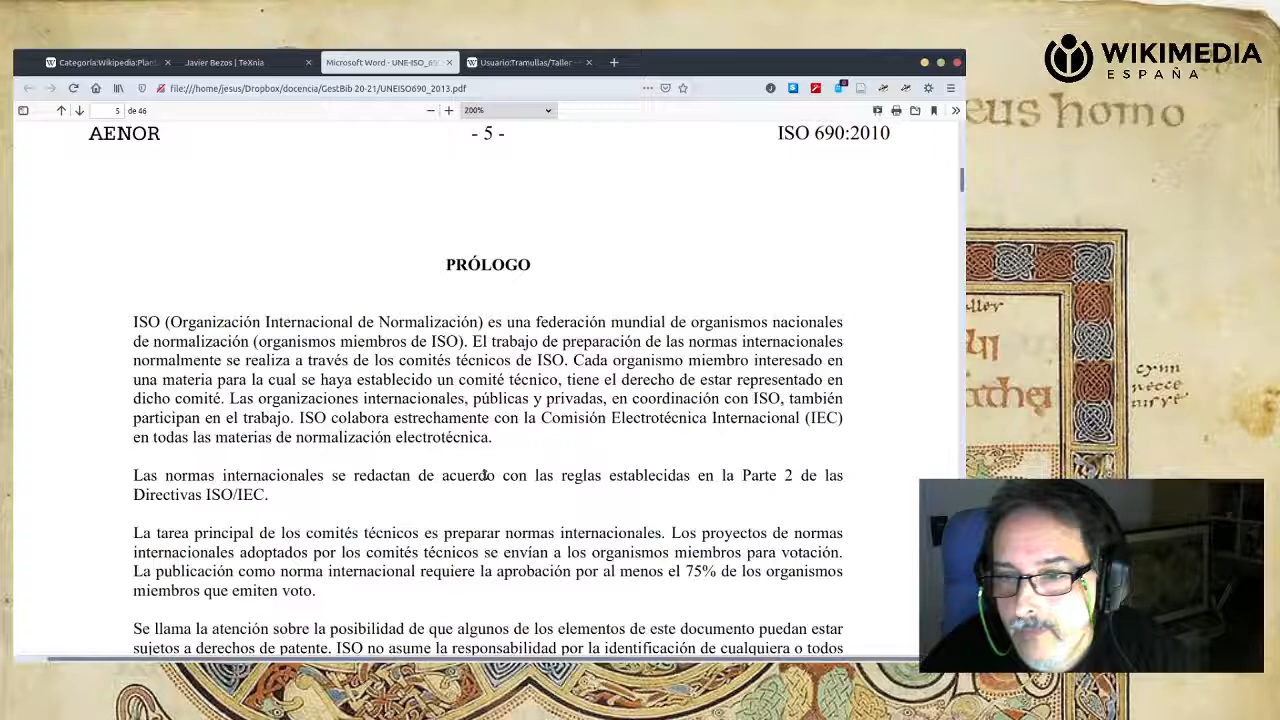 WIKIMEDIA
ESPAÑA
Categoría:Wikipedia:Plant
Javier Bezos | TeXnia
Microsoft Word - UNE-ISO_69
Usuario:Tramullas/Taller -
file:///home/jesus/Dropbox/docencia/GestBib 20-21/UNEISO690_2013.pdf
5 de 46
200%
AENOR - 5 - ISO 690:2010
PRÓLOGO
ISO (Organización Internacional de Normalización) es una federación mundial de organismos nacionales
de normalización (organismos miembros de ISO). El trabajo de preparación de las normas internacionales
normalmente se realiza a través de los comités técnicos de ISO. Cada organismo miembro interesado en
una materia para la cual se haya establecido un comité técnico, tiene el derecho de estar representado en
dicho comité. Las organizaciones internacionales, públicas y privadas, en coordinación con ISO, también
participan en el trabajo. ISO colabora estrechamente con la Comisión Electrotécnica Internacional (IEC)
en todas las materias de normalización electrotécnica.
Las normas internacionales se redactan de acuerdo con las reglas establecidas en la Parte 2 de las
Directivas ISO/IEC.
La tarea principal de los comités técnicos es preparar normas internacionales. Los proyectos de normas
internacionales adoptados por los comités técnicos se envían a los organismos miembros para votación.
La publicación como norma internacional requiere la aprobación por al menos el 75% de los organismos
miembros que emiten voto.
Se llama la atención sobre la posibilidad de que algunos de los elementos de este documento puedan estar
sujetos a derechos de patente. ISO no asume la responsabilidad por la identificación de cualquiera o todos
eus homo